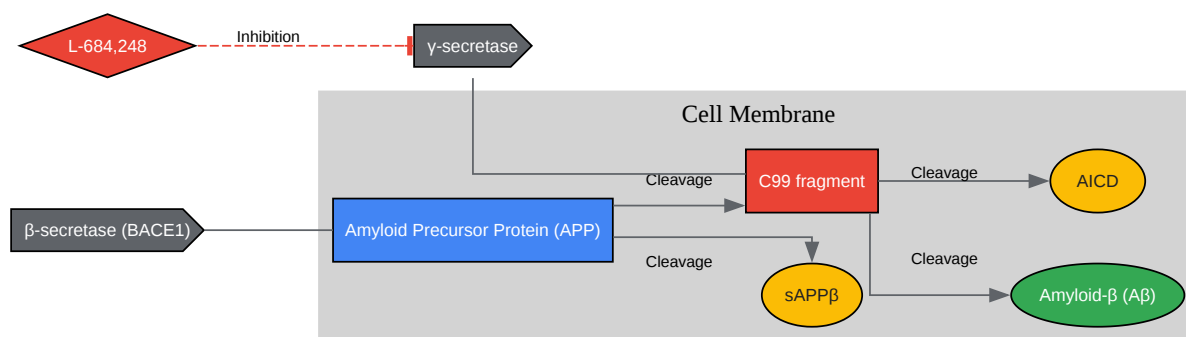 L-684,248
Inhibition
γ-secretase
Cell Membrane
Cleavage
C99 fragment
Cleavage
AICD
β-secretase (BACE1)
Amyloid Precursor Protein (APP)
Cleavage
sAPPβ
Cleavage
Amyloid-β (Aβ)